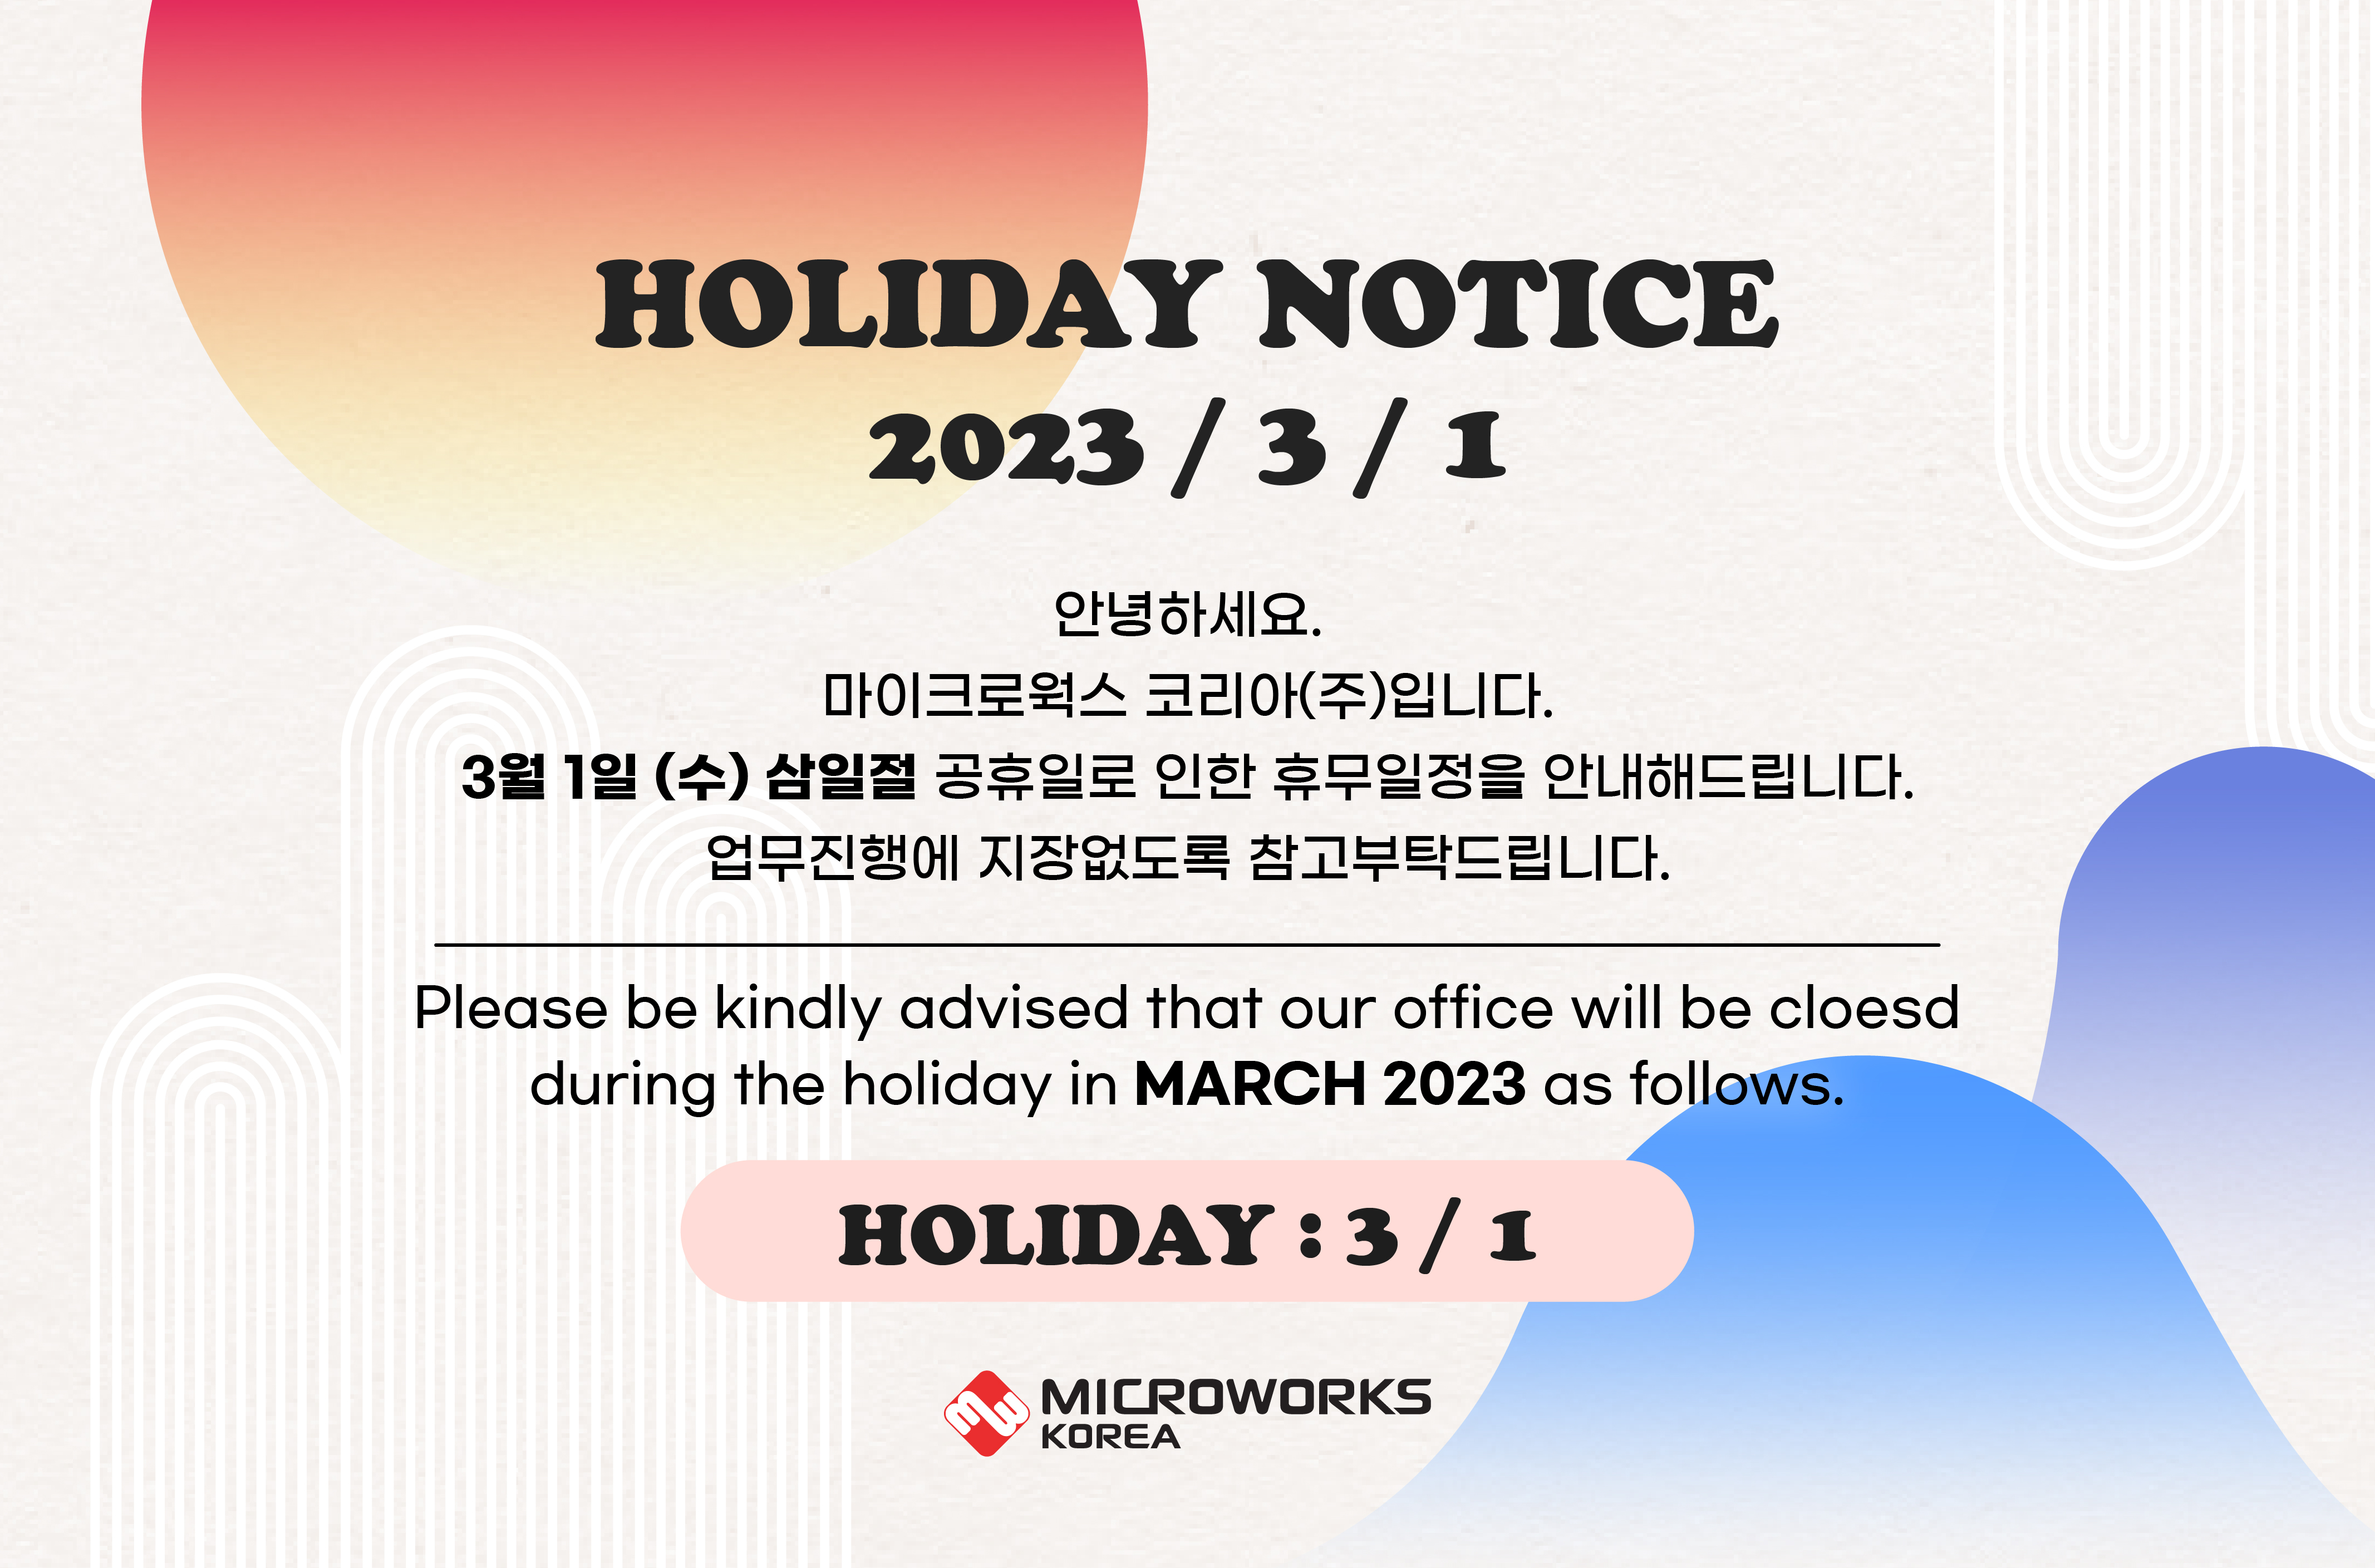 HOLIDAY NOTICE
2023 / 3 / 1
안녕하세요.
마이크로웍스 코리아(주)입니다.
3월 1일 (수) 삼일절 공휴일로 인한 휴무일정을 안내해드립니다.
업무진행에 지장없도록 참고부탁드립니다.
Please be kindly advised that our office will be cloesd
during the holiday in MARCH 2023 as follows.
HOLIDAY : 3 / 1
MICROWORKS
KOREA